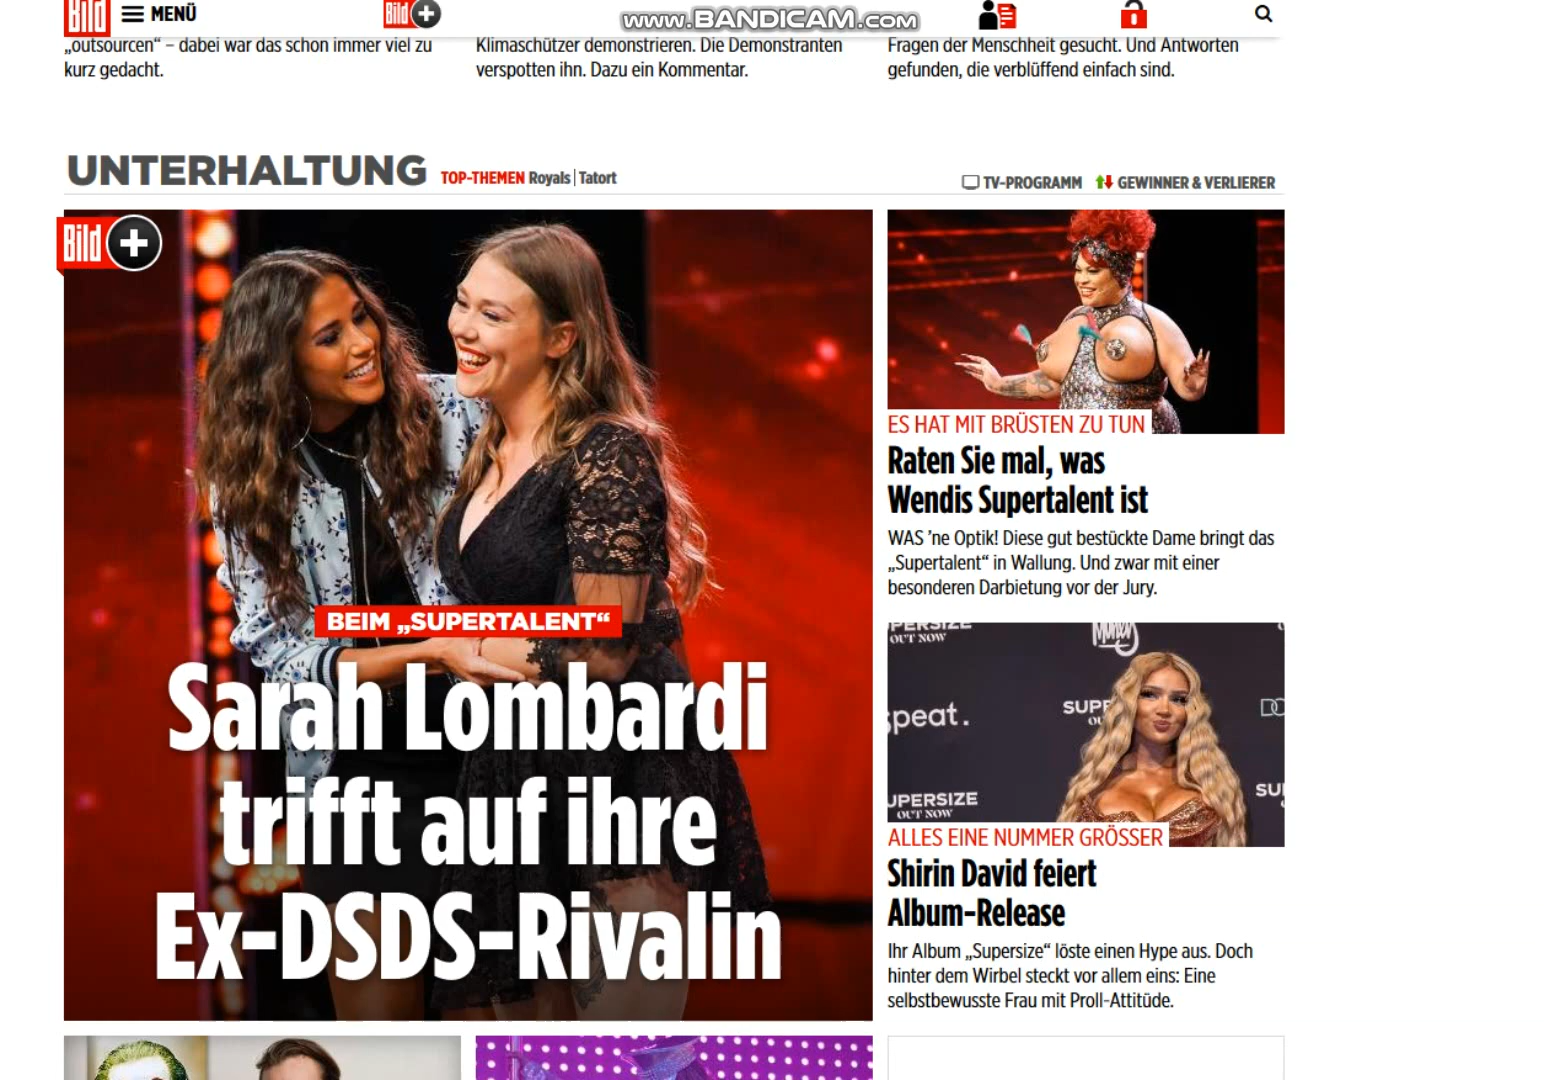 Bild
MENÜ
Bild+
www.BANDICAM.com
„outsourcen“ – dabei war das schon immer viel zu
kurz gedacht.
Klimaschützer demonstrieren. Die Demonstranten
verspotten ihn. Dazu ein Kommentar.
Fragen der Menschheit gesucht. Und Antworten
gefunden, die verblüffend einfach sind.
UNTERHALTUNG
TOP-THEMEN Royals | Tatort
TV-PROGRAMM
GEWINNER & VERLIERER
Bild+
BEIM „SUPERTALENT“
Sarah Lombardi
trifft auf ihre
Ex-DSDS-Rivalin
ES HAT MIT BRÜSTEN ZU TUN
Raten Sie mal, was
Wendis Supertalent ist
WAS ’ne Optik! Diese gut bestückte Dame bringt das
„Supertalent“ in Wallung. Und zwar mit einer
besonderen Darbietung vor der Jury.
OUT NOW
speat.
UPERSIZE
OUT NOW
ALLES EINE NUMMER GRÖSSER
Shirin David feiert
Album-Release
Ihr Album „Supersize“ löste einen Hype aus. Doch
hinter dem Wirbel steckt vor allem eins: Eine
selbstbewusste Frau mit Proll-Attitüde.